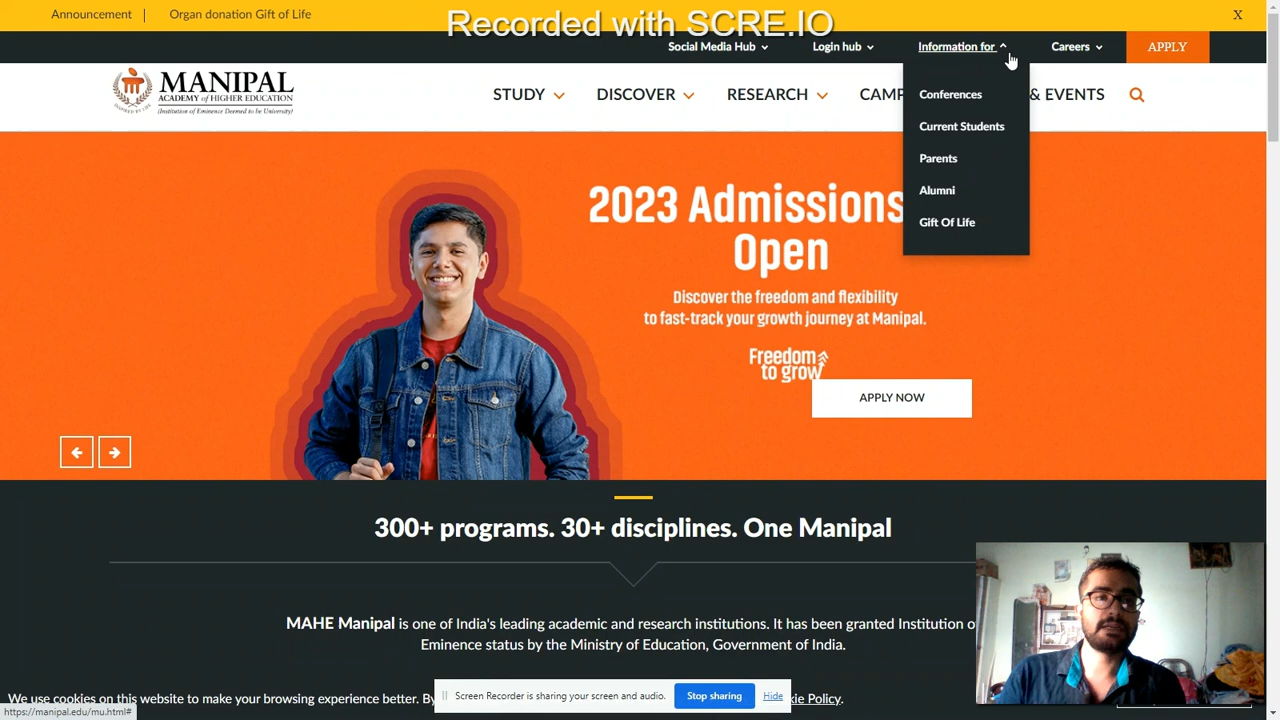 Announcement
Organ donation Gift of Life
X
Recorded with SCRE.IO
Social Media Hub
Login hub
Information for
Careers
APPLY
MANIPAL
ACADEMY of HIGHER EDUCATION
(Institution of Eminence Deemed to be University)
INSPIRED BY LIFE
STUDY
DISCOVER
RESEARCH
CAMP
& EVENTS
Conferences
Current Students
Parents
Alumni
Gift Of Life
2023 Admissions
Open
Discover the freedom and flexibility
to fast-track your growth journey at Manipal.
Freedom
to grow
APPLY NOW
300+ programs. 30+ disciplines. One Manipal
MAHE Manipal is one of India's leading academic and research institutions. It has been granted Institution o
Eminence status by the Ministry of Education, Government of India.
We use cookies on this website to make your browsing experience better. By
kie Policy.
Screen Recorder is sharing your screen and audio.
Stop sharing
Hide
https://manipal.edu/mu.html#